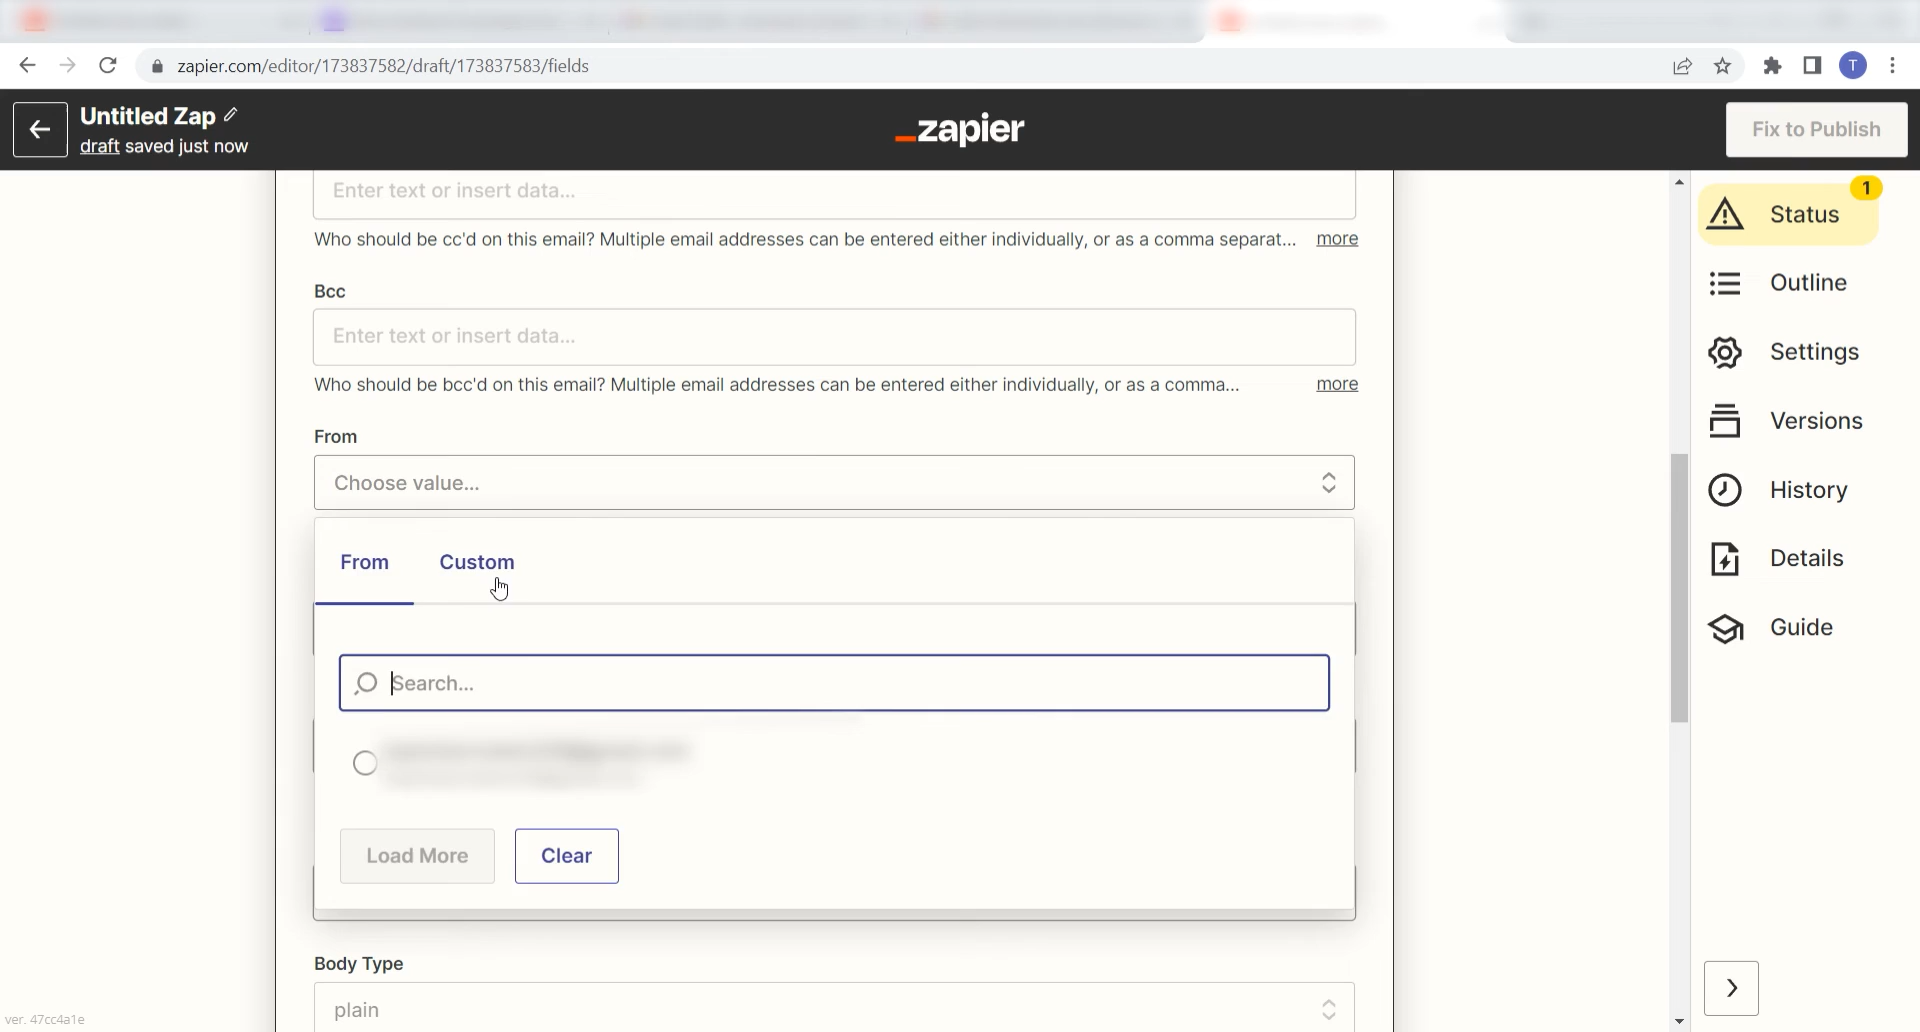 zapier.com/editor/173837582/draft/173837583/fields
T
Untitled Zap
draft saved just now
_zapier
Fix to Publish
Enter text or insert data...
Who should be cc'd on this email? Multiple email addresses can be entered either individually, or as a comma separat... more
Bcc
Enter text or insert data...
Who should be bcc'd on this email? Multiple email addresses can be entered either individually, or as a comma... more
From
Choose value...
From Custom
Search...
Load More Clear
Body Type
plain
1
Status
Outline
Settings
Versions
History
Details
Guide
ver. 47cc4a1e